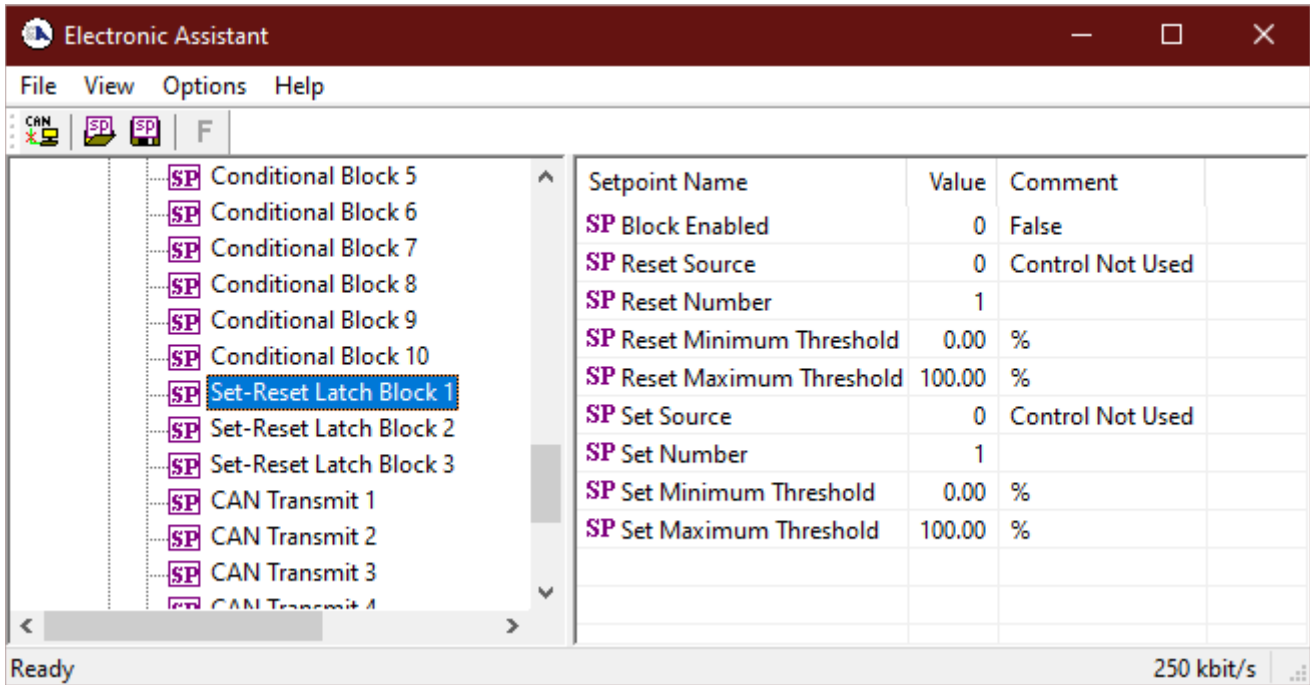 Electronic Assistant
File View Options Help
CAN SP SP F
SP Conditional Block 5
SP Conditional Block 6
SP Conditional Block 7
SP Conditional Block 8
SP Conditional Block 9
SP Conditional Block 10
SP Set-Reset Latch Block 1
SP Set-Reset Latch Block 2
SP Set-Reset Latch Block 3
SP CAN Transmit 1
SP CAN Transmit 2
SP CAN Transmit 3
SP CAN Transmit 4
Setpoint Name Value Comment
SP Block Enabled 0 False
SP Reset Source 0 Control Not Used
SP Reset Number 1
SP Reset Minimum Threshold 0.00 %
SP Reset Maximum Threshold 100.00 %
SP Set Source 0 Control Not Used
SP Set Number 1
SP Set Minimum Threshold 0.00 %
SP Set Maximum Threshold 100.00 %
Ready 250 kbit/s